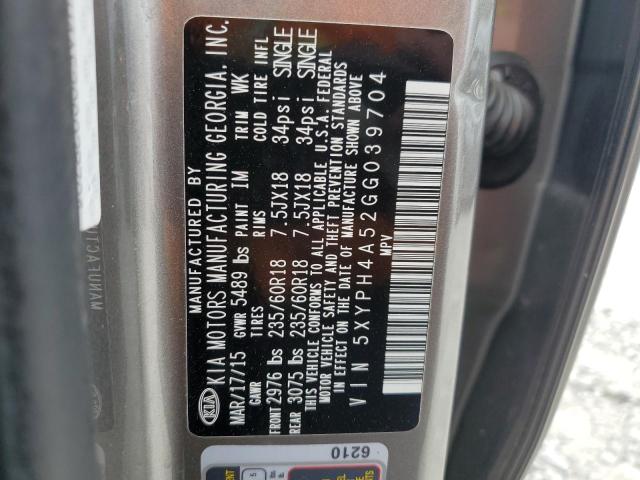 MANUFACTURED BY
KIA KIA MOTORS MANUFACTURING GEORGIA, INC.
MAR/17/15 GVWR 5489 lbs PAINT IM TRIM WK
GAWR TIRES RIMS COLD TIRE INFL
FRONT 2976 lbs 235/60R18 7.5JX18 34psi SINGLE
REAR 3075 lbs 235/60R18 7.5JX18 34psi SINGLE
THIS VEHICLE CONFORMS TO ALL APPLICABLE U.S.A. FEDERAL
MOTOR VEHICLE SAFETY AND THEFT PREVENTION STANDARDS
IN EFFECT ON THE DATE OF MANUFACTURE SHOWN ABOVE
VIN 5XYPH4A52GG039704
MPV
6210